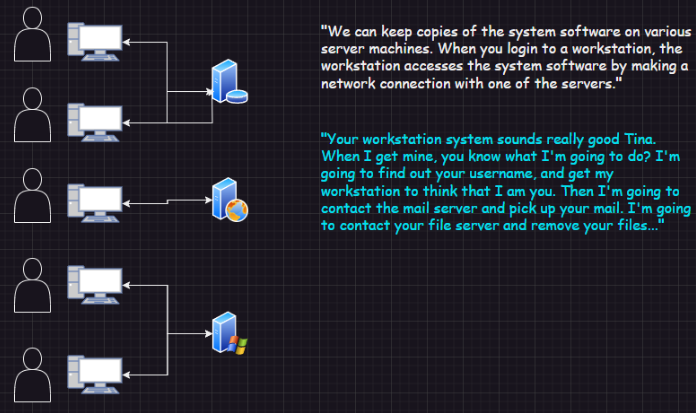 "We can keep copies of the system software on various
server machines. When you login to a workstation, the
workstation accesses the system software by making a
network connection with one of the servers."
"Your workstation system sounds really good Tina.
When I get mine, you know what I'm going to do? I'm
going to find out your username, and get my
workstation to think that I am you. Then I'm going to
contact the mail server and pick up your mail. I'm going
to contact your file server and remove your files..."